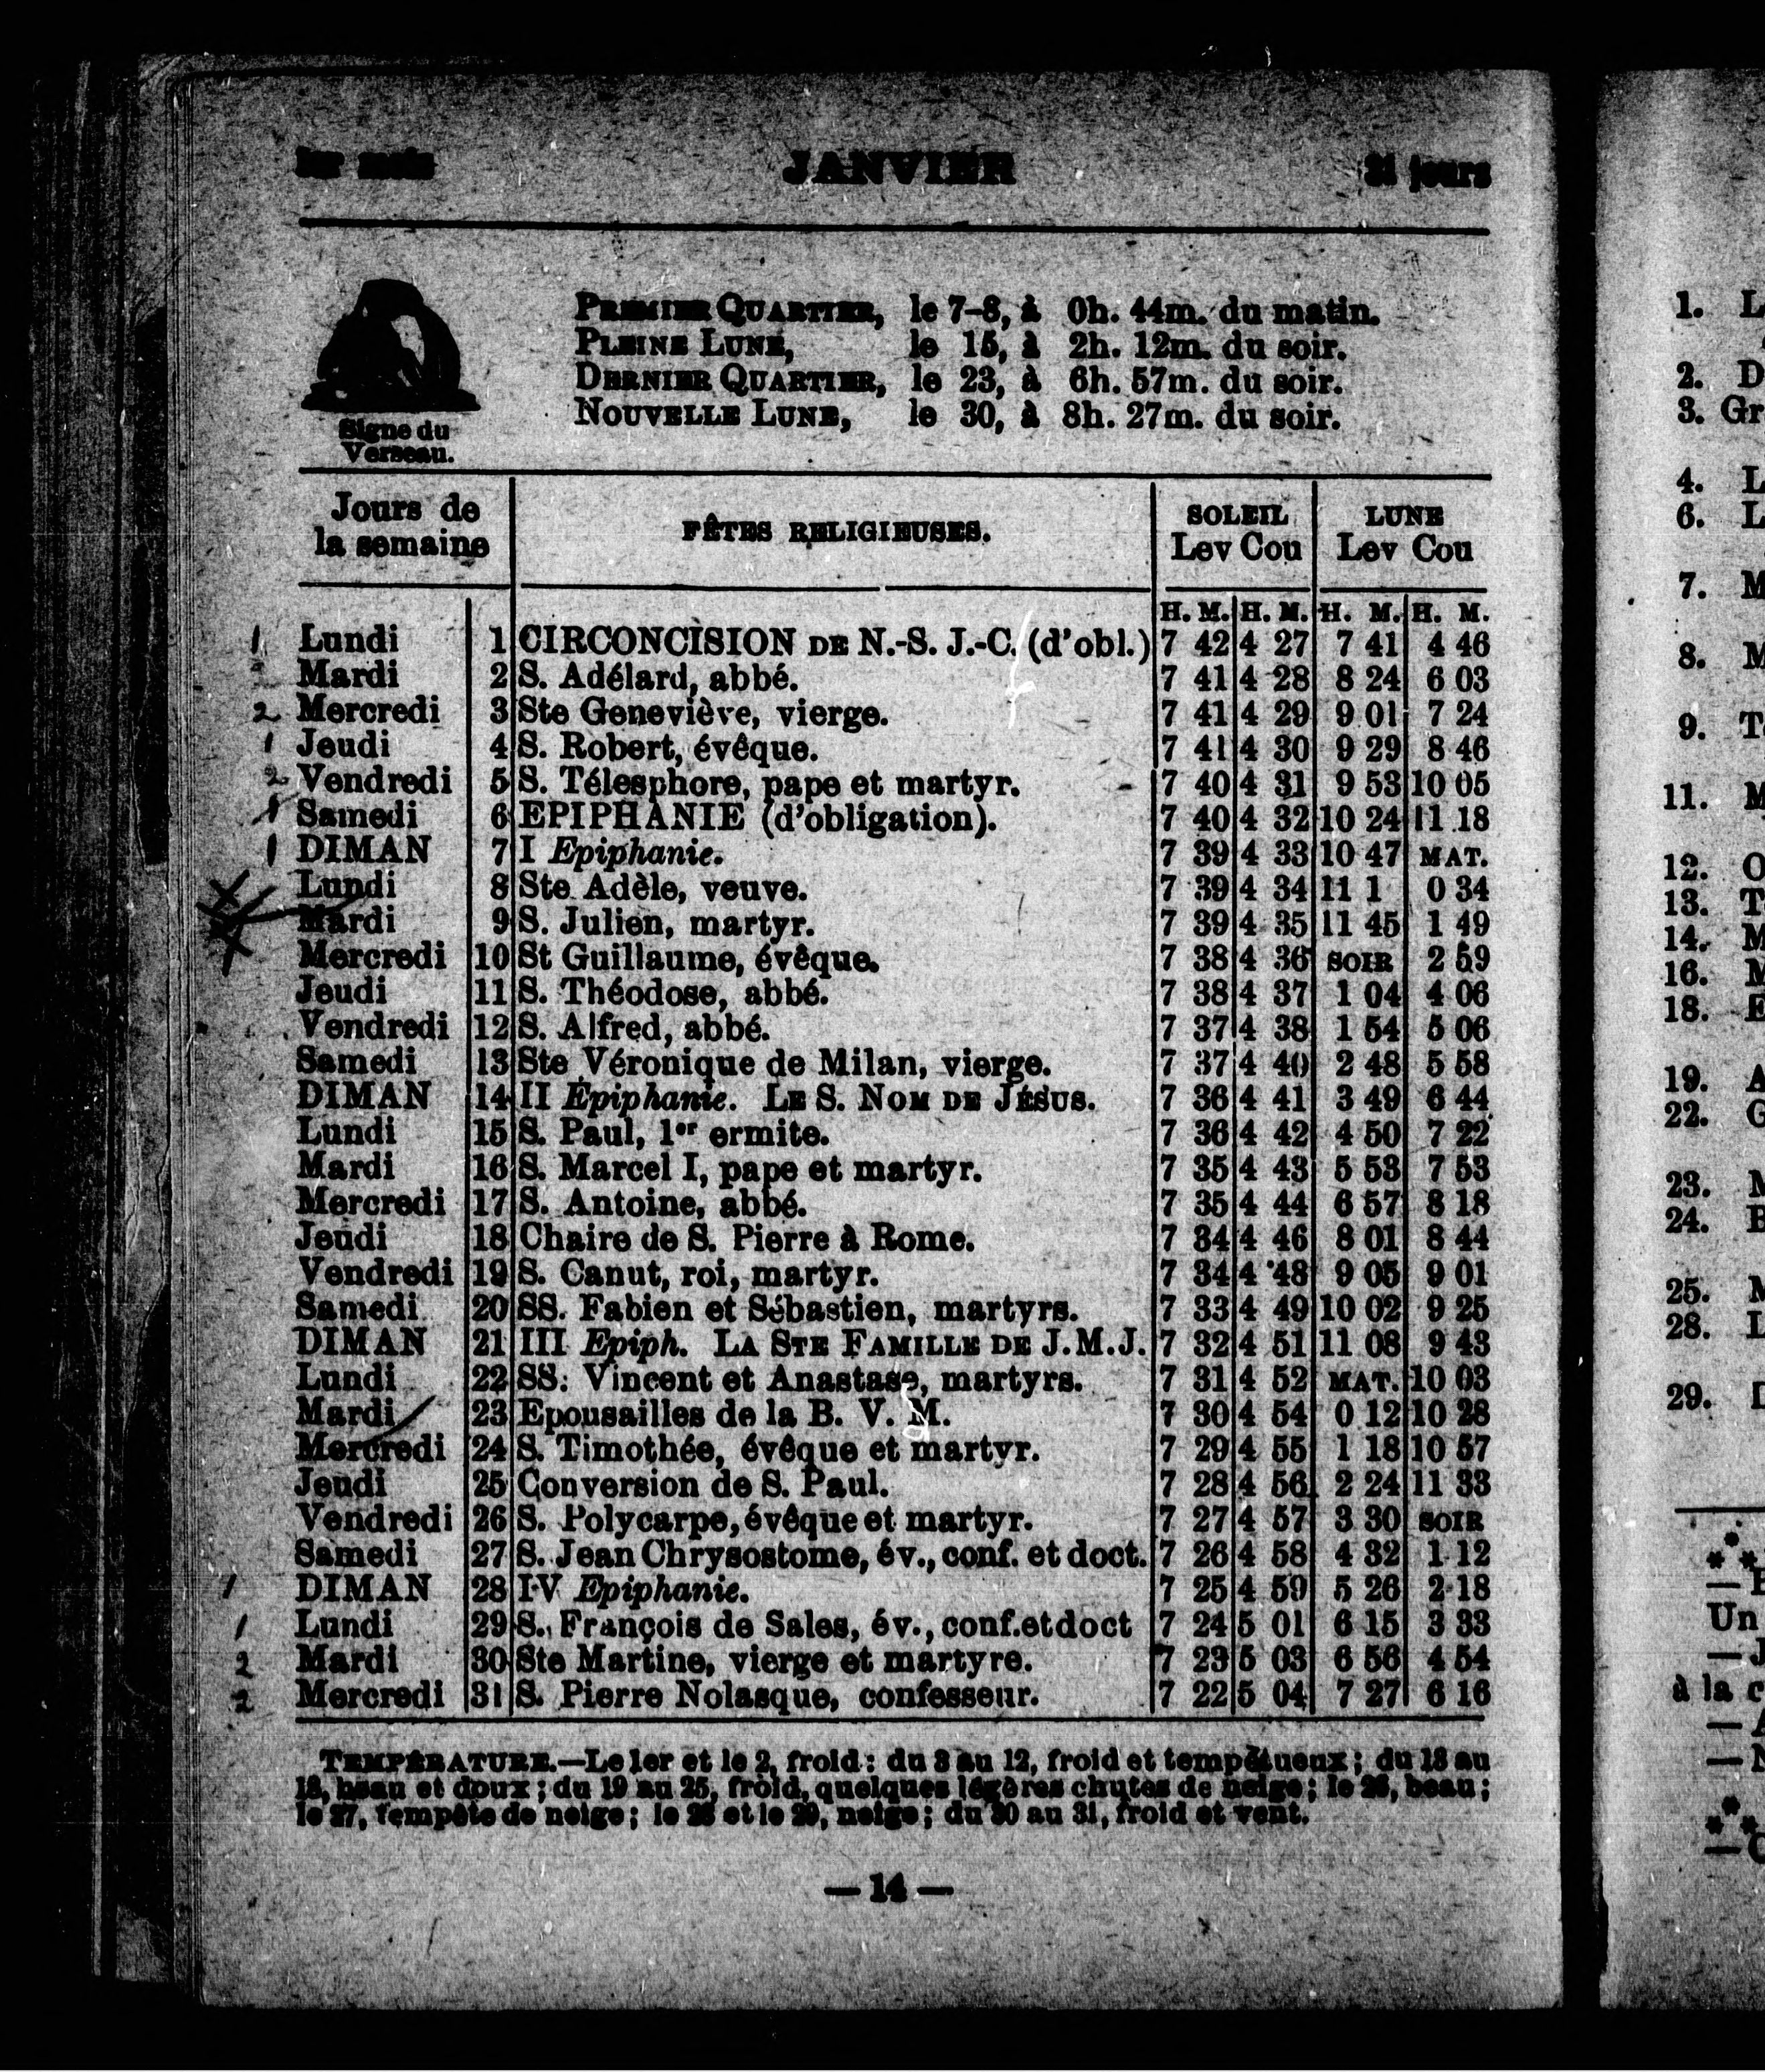 1er mois JANVIER 31 jours
PREMIER QUARTIER, le 7-8, à 0h. 44m. du matin.
PLEINE LUNE, le 15, à 2h. 12m. du soir.
DERNIER QUARTIER, le 23, à 6h. 57m. du soir.
NOUVELLE LUNE, le 30, à 8h. 27m. du soir.
Signe du
Verseau.
Jours de la semaine FÊTES RELIGIEUSES. SOLEIL Lev Cou LUNE Lev Cou
H. M. H. M. H. M. H. M.
1 Lundi 1 CIRCONCISION DE N.-S. J.-C. (d'obl.) 7 42 4 27 7 41 4 46
Mardi 2 S. Adélard, abbé. 7 41 4 28 8 24 6 03
2 Mercredi 3 Ste Geneviève, vierge. 7 41 4 29 9 01 7 24
1 Jeudi 4 S. Robert, évêque. 7 41 4 30 9 29 8 46
2 Vendredi 5 S. Télesphore, pape et martyr. 7 40 4 31 9 53 10 05
1 Samedi 6 EPIPHANIE (d'obligation). 7 40 4 32 10 24 11 18
1 DIMAN 7 I Epiphanie. 7 39 4 33 10 47 MAT.
Lundi 8 Ste Adèle, veuve. 7 39 4 34 11 1 0 34
Mardi 9 S. Julien, martyr. 7 39 4 35 11 45 1 49
Mercredi 10 St Guillaume, évêque. 7 38 4 36 SOIR 2 59
Jeudi 11 S. Théodose, abbé. 7 38 4 37 1 04 4 06
Vendredi 12 S. Alfred, abbé. 7 37 4 38 1 54 5 06
Samedi 13 Ste Véronique de Milan, vierge. 7 37 4 40 2 48 5 58
DIMAN 14 II Épiphanie. LE S. NOM DE JÉSUS. 7 36 4 41 3 49 6 44
Lundi 15 S. Paul, 1er ermite. 7 36 4 42 4 50 7 22
Mardi 16 S. Marcel I, pape et martyr. 7 35 4 43 5 53 7 53
Mercredi 17 S. Antoine, abbé. 7 35 4 44 6 57 8 18
Jeudi 18 Chaire de S. Pierre à Rome. 7 34 4 46 8 01 8 44
Vendredi 19 S. Canut, roi, martyr. 7 34 4 48 9 05 9 01
Samedi 20 SS. Fabien et Sébastien, martyrs. 7 33 4 49 10 02 9 25
DIMAN 21 III Epiph. LA STE FAMILLE DE J.M.J. 7 32 4 51 11 08 9 43
Lundi 22 SS. Vincent et Anastase, martyrs. 7 31 4 52 MAT. 10 03
Mardi 23 Epousailles de la B. V. M. 7 30 4 54 0 12 10 28
Mercredi 24 S. Timothée, évêque et martyr. 7 29 4 55 1 18 10 57
Jeudi 25 Conversion de S. Paul. 7 28 4 56 2 24 11 33
Vendredi 26 S. Polycarpe, évêque et martyr. 7 27 4 57 3 30 SOIR
Samedi 27 S. Jean Chrysostome, év., conf. et doct. 7 26 4 58 4 32 1 12
1 DIMAN 28 IV Epiphanie. 7 25 4 59 5 26 2 18
1 Lundi 29 S. François de Sales, év., conf. et doct 7 24 5 01 6 15 3 33
2 Mardi 30 Ste Martine, vierge et martyre. 7 23 5 03 6 56 4 54
2 Mercredi 31 S. Pierre Nolasque, confesseur. 7 22 5 04 7 27 6 16
TEMPÉRATURE.—Le 1er et le 2, froid: du 3 au 12, froid et tempêtueux; du 13 au
18, beau et doux; du 19 au 25, froid, quelques légères chutes de neige; le 26, beau;
le 27, tempête de neige; le 28 et le 29, neige; du 30 au 31, froid et vent.
— 14 —
1. L
2. D
3. Gr
4. L
6. L
7. M
8. M
9. T
11. M
12. O
13. T
14. M
16. M
18. E
19. A
22. G
23. M
24.
25. M
28. L
29.
Un
— J
à la c